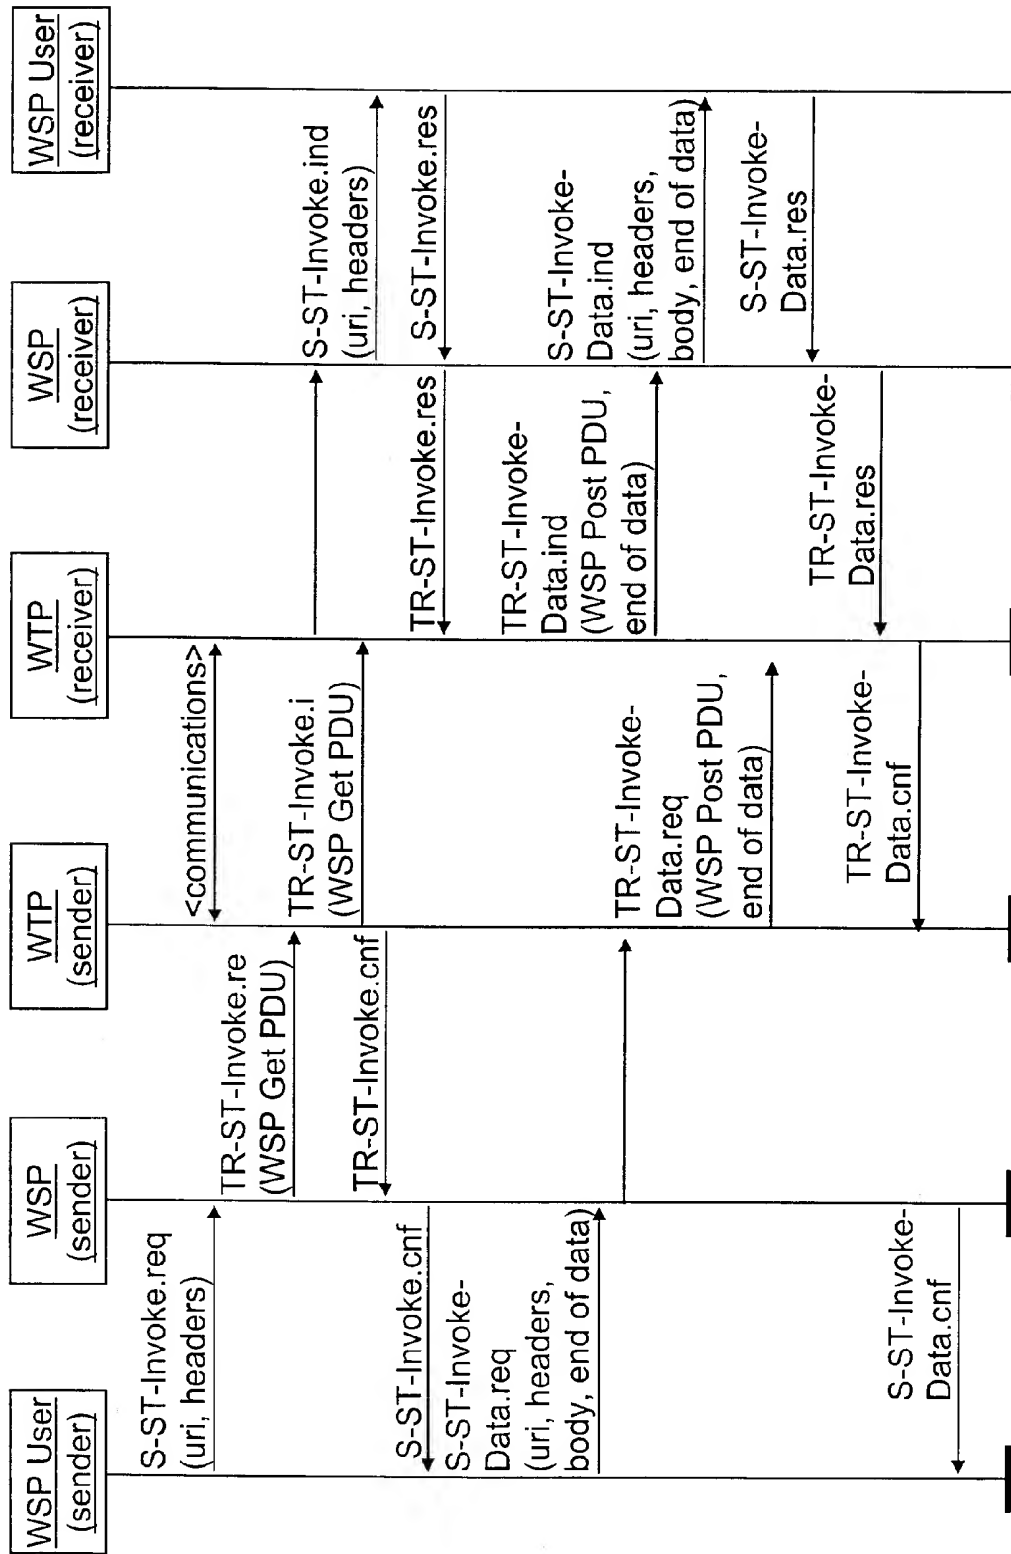 WSP User
(sender)
WSP
(sender)
WTP
(sender)
WTP
(receiver)
WSP
(receiver)
WSP User
(receiver)
S-ST-Invoke.req
(uri, headers)
TR-ST-Invoke.re
(WSP Get PDU)
<communications>
TR-ST-Invoke.i
(WSP Get PDU)
S-ST-Invoke.ind
(uri, headers)
TR-ST-Invoke.cnf
S-ST-Invoke.cnf
TR-ST-Invoke.res
S-ST-Invoke.res
S-ST-Invoke-
Data.req
(uri, headers,
body, end of data)
TR-ST-Invoke-
Data.req
(WSP Post PDU,
end of data)
TR-ST-Invoke-
Data.ind
(WSP Post PDU,
end of data)
S-ST-Invoke-
Data.ind
(uri, headers,
body, end of data)
S-ST-Invoke-
Data.res
TR-ST-Invoke-
Data.res
TR-ST-Invoke-
Data.cnf
S-ST-Invoke-
Data.cnf